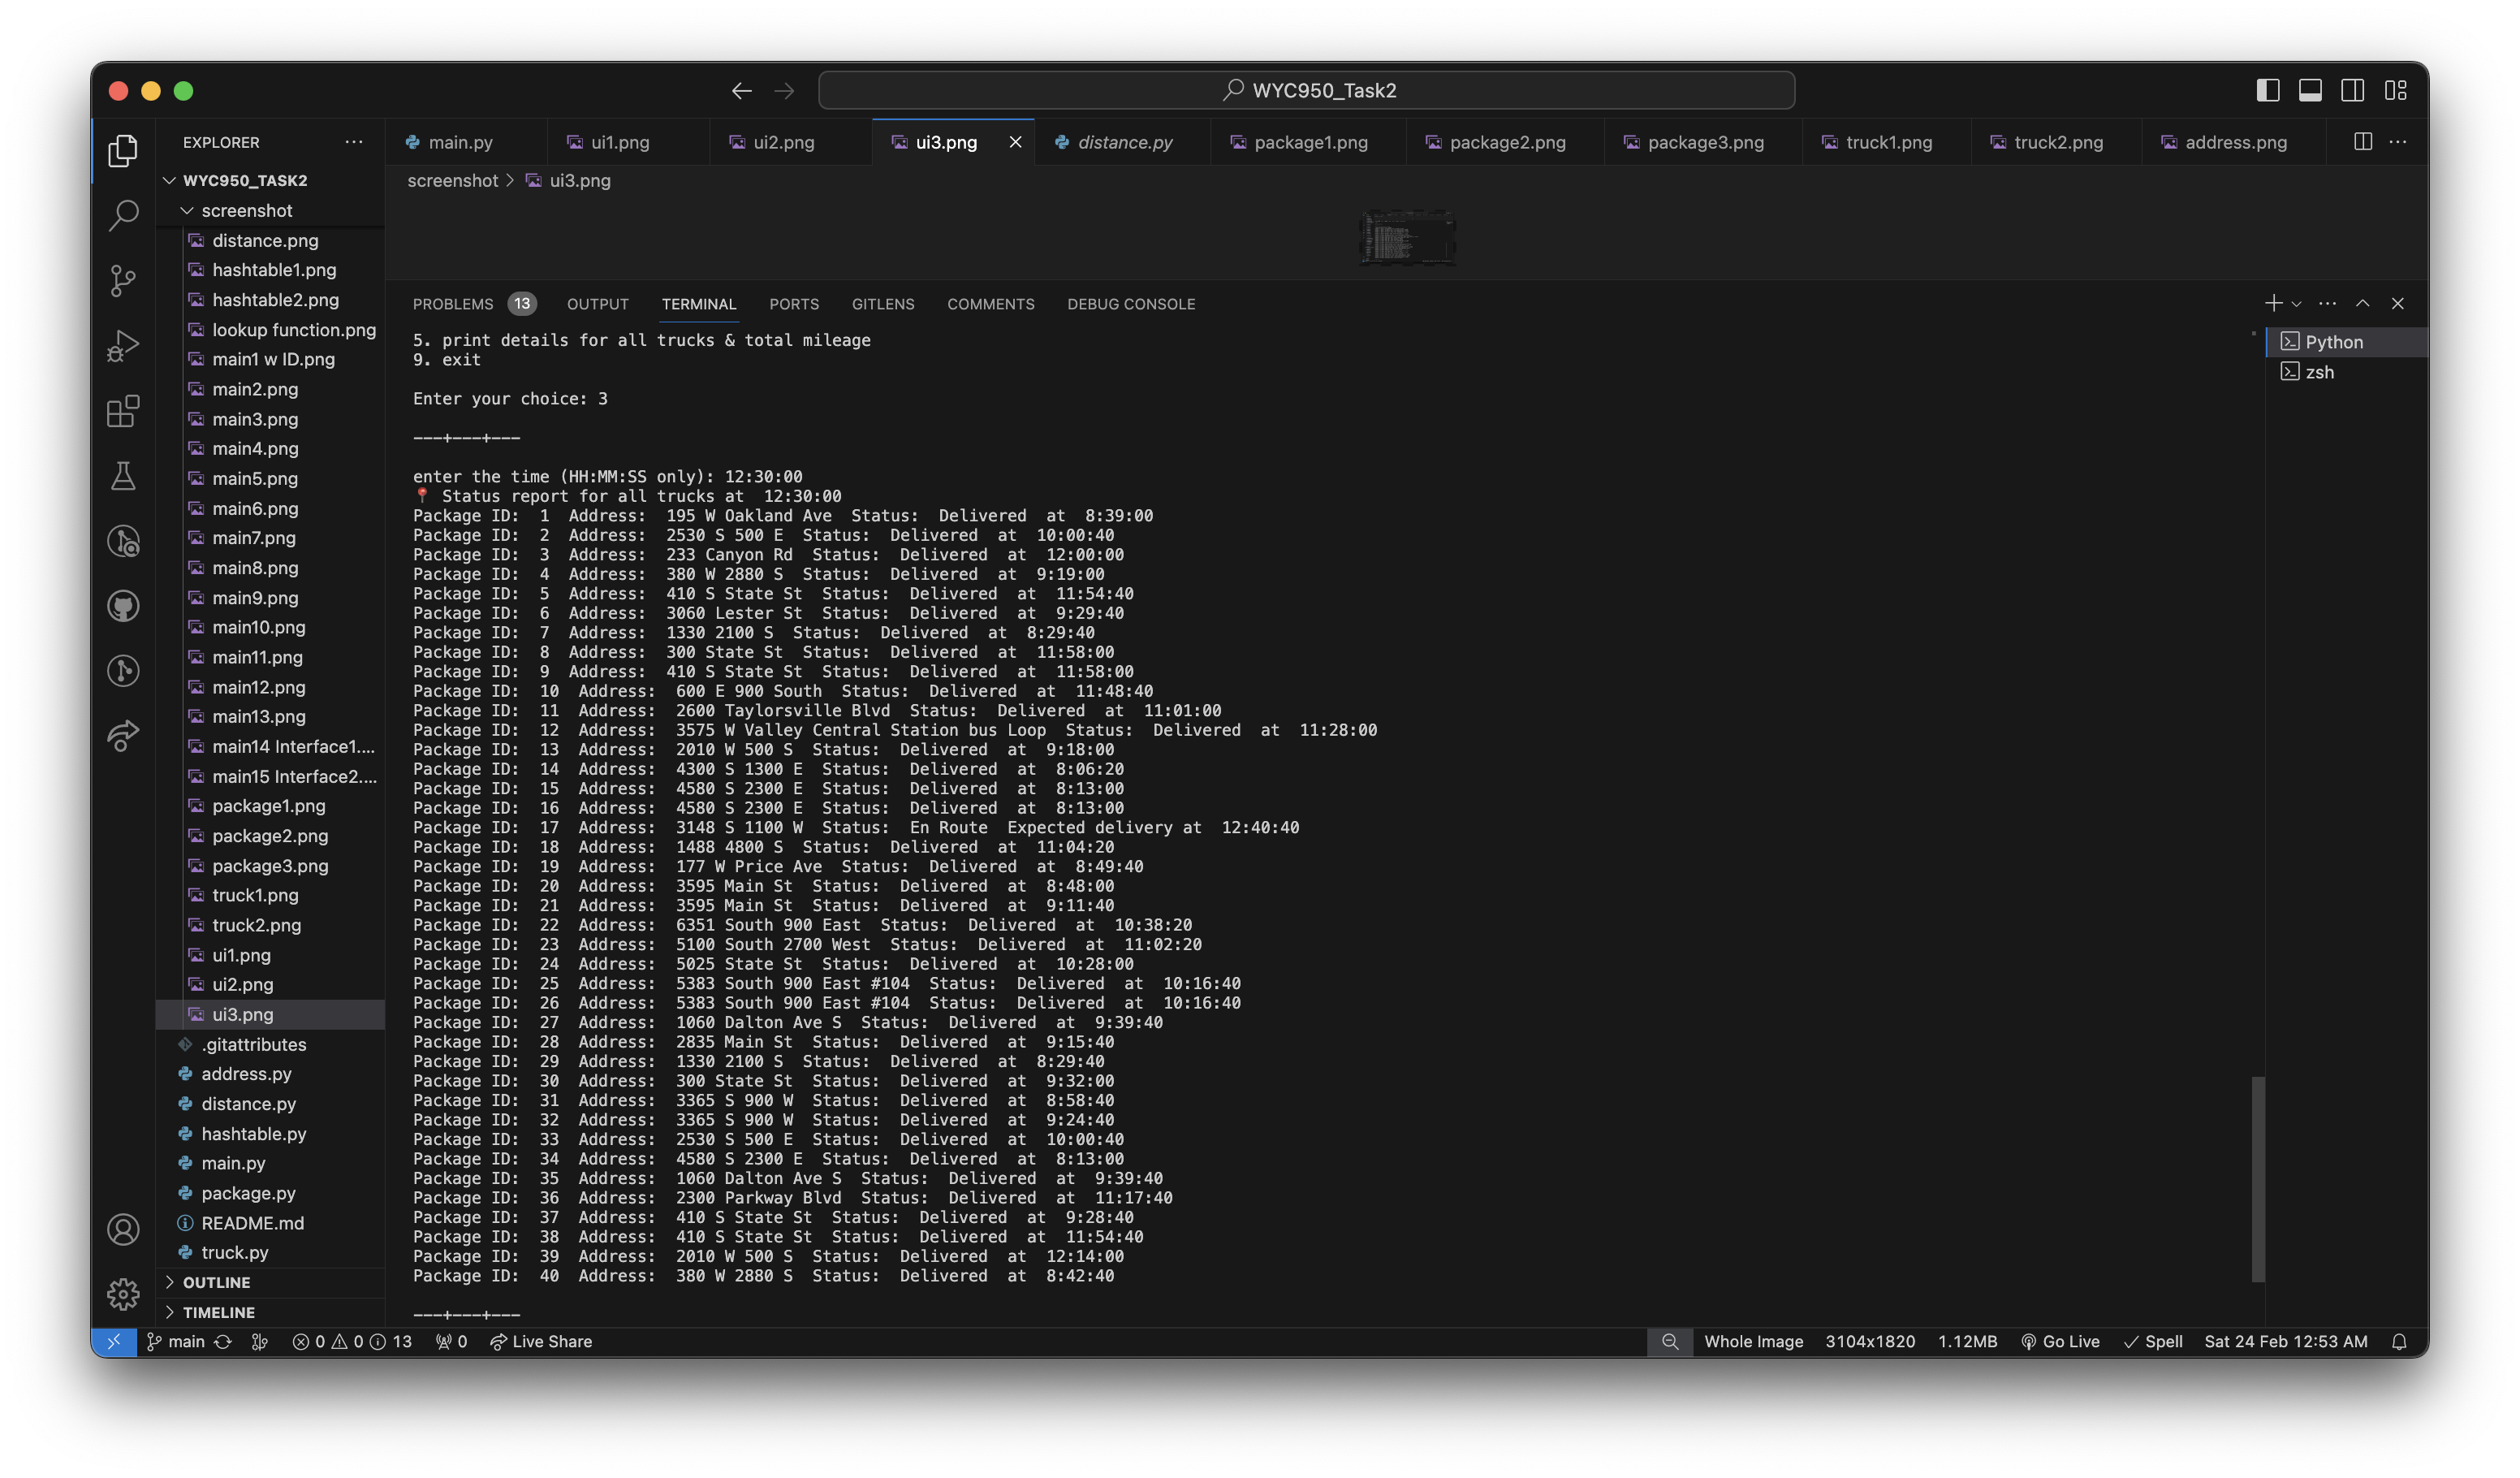 WYC950_Task2
EXPLORER
main.py
ui1.png
ui2.png
ui3.png
distance.py
package1.png
package2.png
package3.png
truck1.png
truck2.png
address.png
WYC950_TASK2
screenshot
distance.png
hashtable1.png
hashtable2.png
lookup function.png
main1 w ID.png
main2.png
main3.png
main4.png
main5.png
main6.png
main7.png
main8.png
main9.png
main10.png
main11.png
main12.png
main13.png
main14 Interface1....
main15 Interface2....
package1.png
package2.png
package3.png
truck1.png
truck2.png
ui1.png
ui2.png
ui3.png
.gitattributes
address.py
distance.py
hashtable.py
main.py
package.py
README.md
truck.py
OUTLINE
TIMELINE
screenshot > ui3.png
PROBLEMS 13 OUTPUT TERMINAL PORTS GITLENS COMMENTS DEBUG CONSOLE
Python
zsh
5. print details for all trucks & total mileage
9. exit
Enter your choice: 3
---+---+---
enter the time (HH:MM:SS only): 12:30:00
📍 Status report for all trucks at  12:30:00
Package ID:  1  Address:  195 W Oakland Ave  Status:  Delivered  at  8:39:00
Package ID:  2  Address:  2530 S 500 E  Status:  Delivered  at  10:00:40
Package ID:  3  Address:  233 Canyon Rd  Status:  Delivered  at  12:00:00
Package ID:  4  Address:  380 W 2880 S  Status:  Delivered  at  9:19:00
Package ID:  5  Address:  410 S State St  Status:  Delivered  at  11:54:40
Package ID:  6  Address:  3060 Lester St  Status:  Delivered  at  9:29:40
Package ID:  7  Address:  1330 2100 S  Status:  Delivered  at  8:29:40
Package ID:  8  Address:  300 State St  Status:  Delivered  at  11:58:00
Package ID:  9  Address:  410 S State St  Status:  Delivered  at  11:58:00
Package ID:  10  Address:  600 E 900 South  Status:  Delivered  at  11:48:40
Package ID:  11  Address:  2600 Taylorsville Blvd  Status:  Delivered  at  11:01:00
Package ID:  12  Address:  3575 W Valley Central Station bus Loop  Status:  Delivered  at  11:28:00
Package ID:  13  Address:  2010 W 500 S  Status:  Delivered  at  9:18:00
Package ID:  14  Address:  4300 S 1300 E  Status:  Delivered  at  8:06:20
Package ID:  15  Address:  4580 S 2300 E  Status:  Delivered  at  8:13:00
Package ID:  16  Address:  4580 S 2300 E  Status:  Delivered  at  8:13:00
Package ID:  17  Address:  3148 S 1100 W  Status:  En Route  Expected delivery at  12:40:40
Package ID:  18  Address:  1488 4800 S  Status:  Delivered  at  11:04:20
Package ID:  19  Address:  177 W Price Ave  Status:  Delivered  at  8:49:40
Package ID:  20  Address:  3595 Main St  Status:  Delivered  at  8:48:00
Package ID:  21  Address:  3595 Main St  Status:  Delivered  at  9:11:40
Package ID:  22  Address:  6351 South 900 East  Status:  Delivered  at  10:38:20
Package ID:  23  Address:  5100 South 2700 West  Status:  Delivered  at  11:02:20
Package ID:  24  Address:  5025 State St  Status:  Delivered  at  10:28:00
Package ID:  25  Address:  5383 South 900 East #104  Status:  Delivered  at  10:16:40
Package ID:  26  Address:  5383 South 900 East #104  Status:  Delivered  at  10:16:40
Package ID:  27  Address:  1060 Dalton Ave S  Status:  Delivered  at  9:39:40
Package ID:  28  Address:  2835 Main St  Status:  Delivered  at  9:15:40
Package ID:  29  Address:  1330 2100 S  Status:  Delivered  at  8:29:40
Package ID:  30  Address:  300 State St  Status:  Delivered  at  9:32:00
Package ID:  31  Address:  3365 S 900 W  Status:  Delivered  at  8:58:40
Package ID:  32  Address:  3365 S 900 W  Status:  Delivered  at  9:24:40
Package ID:  33  Address:  2530 S 500 E  Status:  Delivered  at  10:00:40
Package ID:  34  Address:  4580 S 2300 E  Status:  Delivered  at  8:13:00
Package ID:  35  Address:  1060 Dalton Ave S  Status:  Delivered  at  9:39:40
Package ID:  36  Address:  2300 Parkway Blvd  Status:  Delivered  at  11:17:40
Package ID:  37  Address:  410 S State St  Status:  Delivered  at  9:28:40
Package ID:  38  Address:  410 S State St  Status:  Delivered  at  11:54:40
Package ID:  39  Address:  2010 W 500 S  Status:  Delivered  at  12:14:00
Package ID:  40  Address:  380 W 2880 S  Status:  Delivered  at  8:42:40
---+---+---
main 0 0 13 0 Live Share Whole Image 3104x1820 1.12MB Go Live Spell Sat 24 Feb 12:53 AM